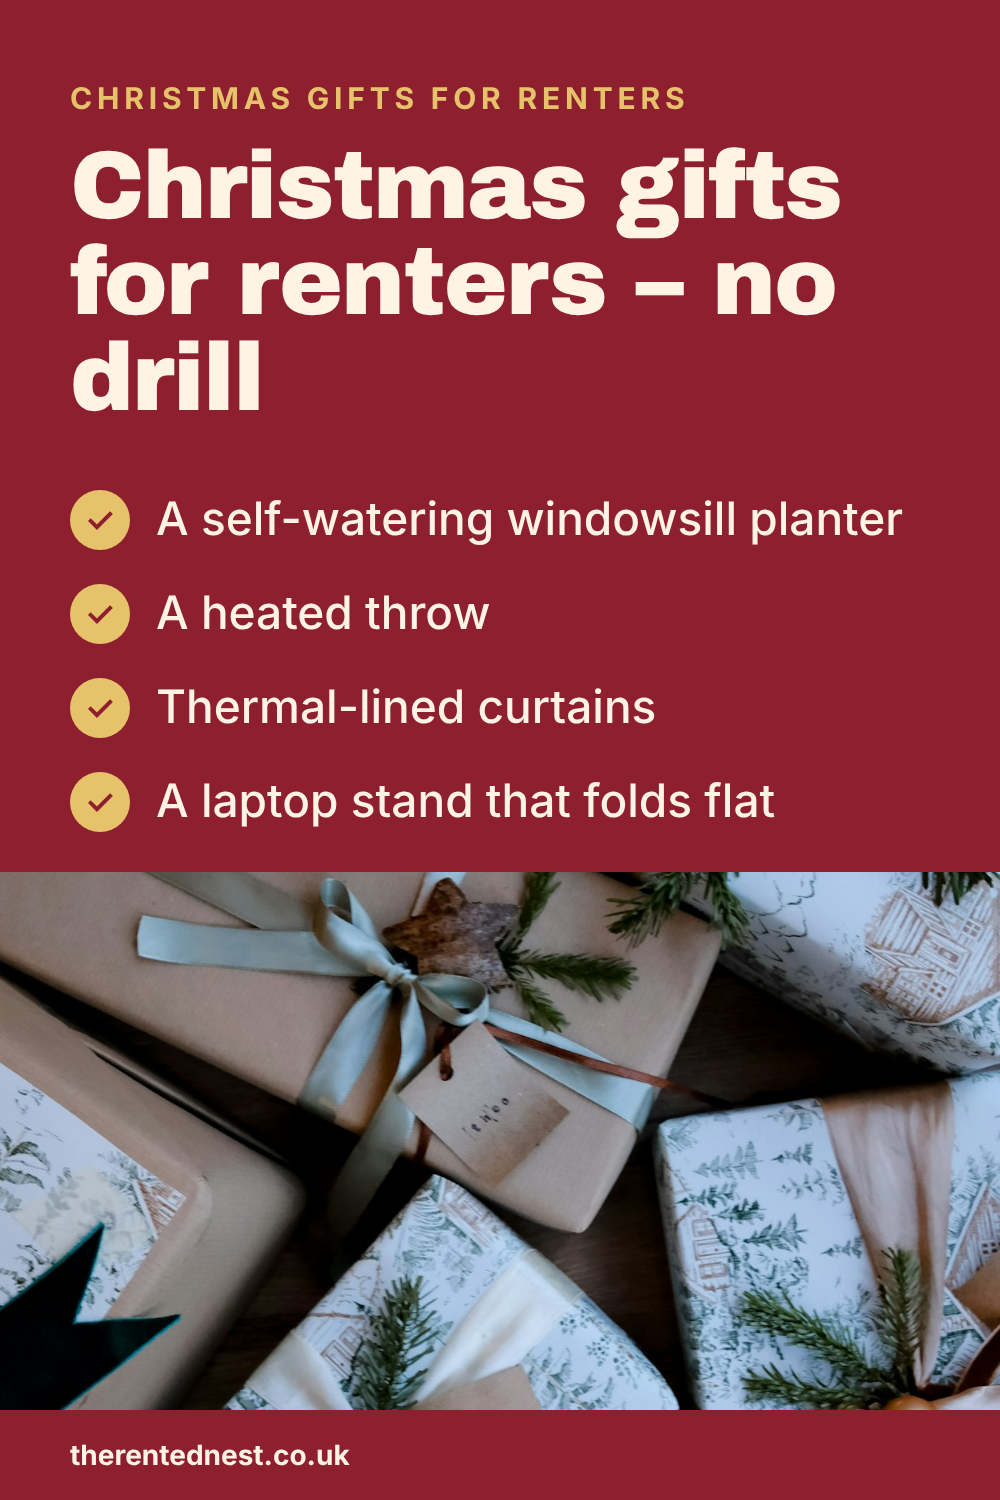 CHRISTMAS GIFTS FOR RENTERS
Christmas gifts
for renters – no
drill
A self-watering windowsill planter
A heated throw
Thermal-lined curtains
A laptop stand that folds flat
therentednest.co.uk